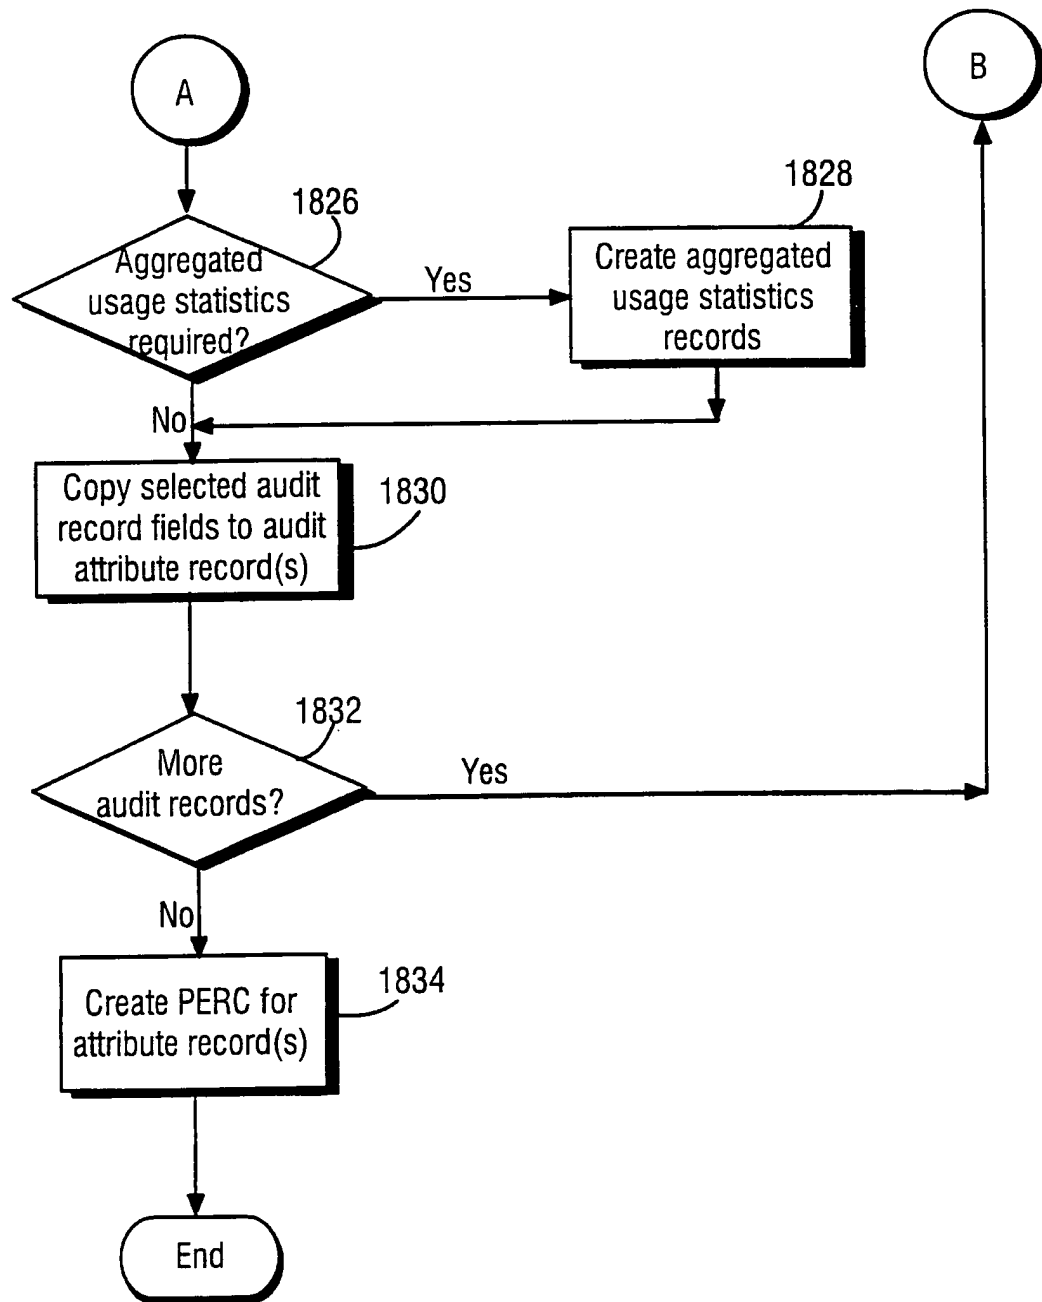 A
B
1826
1828
Aggregated
usage statistics
required?
Yes
Create aggregated
usage statistics
records
No
Copy selected audit
record fields to audit
attribute record(s)
1830
1832
More
audit records?
Yes
No
Create PERC for
attribute record(s)
1834
End